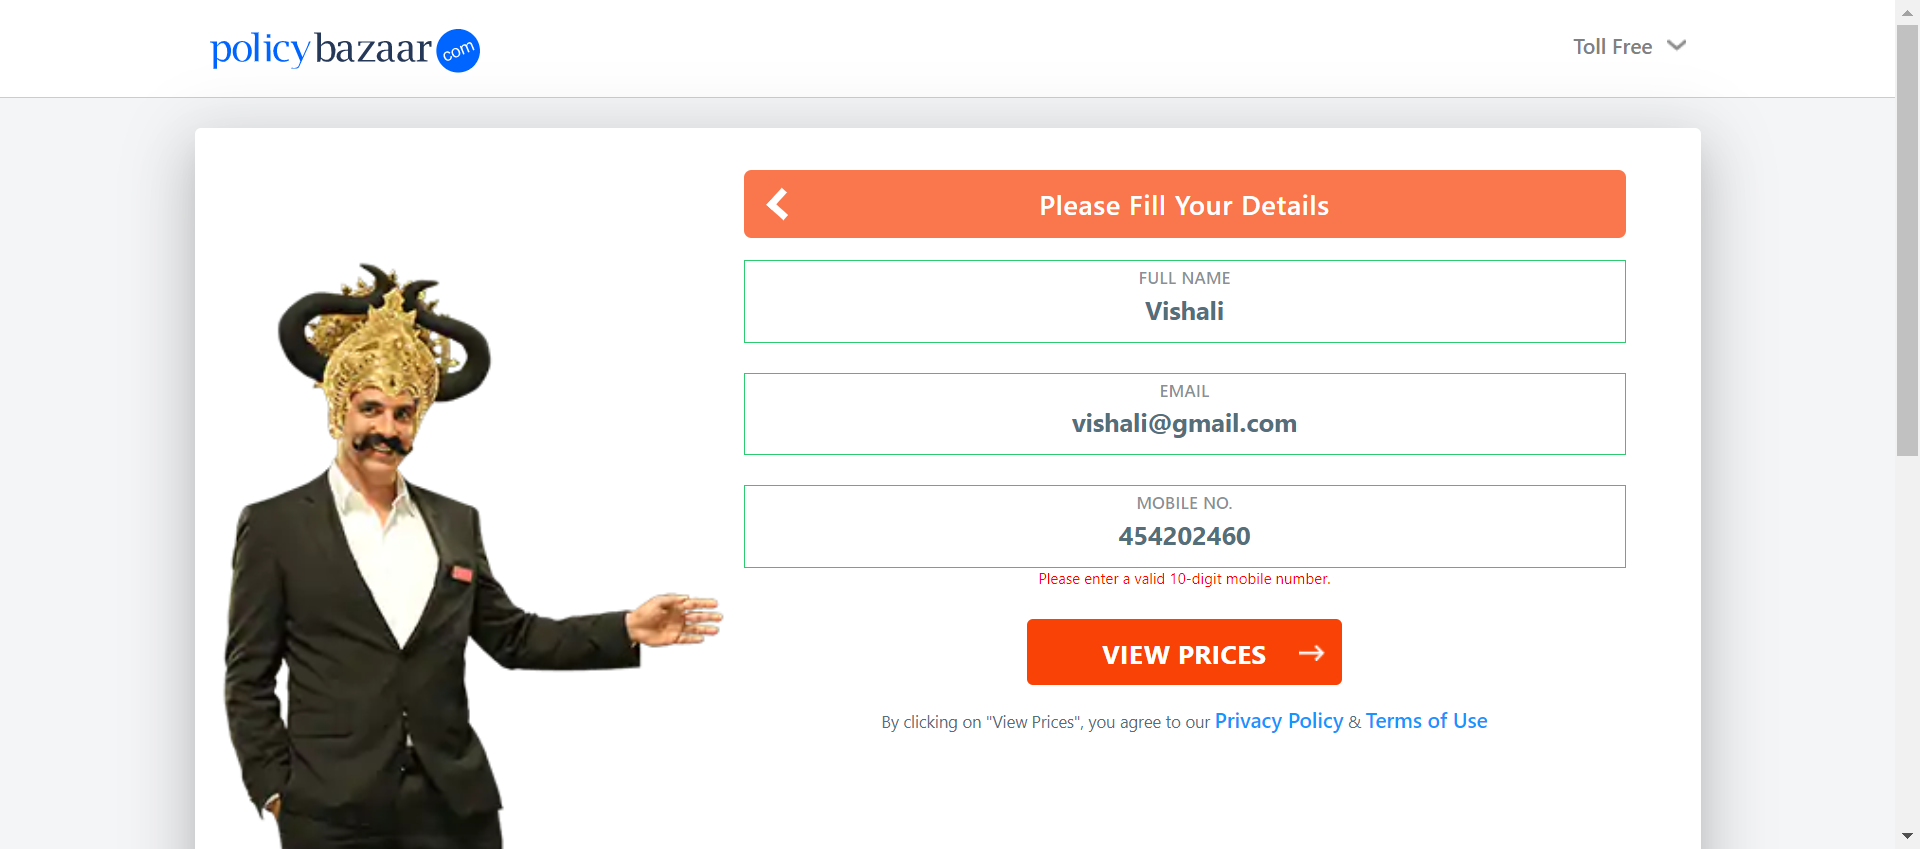 policybazaar com
Toll Free
Please Fill Your Details
FULL NAME
Vishali
EMAIL
vishali@gmail.com
MOBILE NO.
454202460
Please enter a valid 10-digit mobile number.
VIEW PRICES
By clicking on "View Prices", you agree to our Privacy Policy & Terms of Use